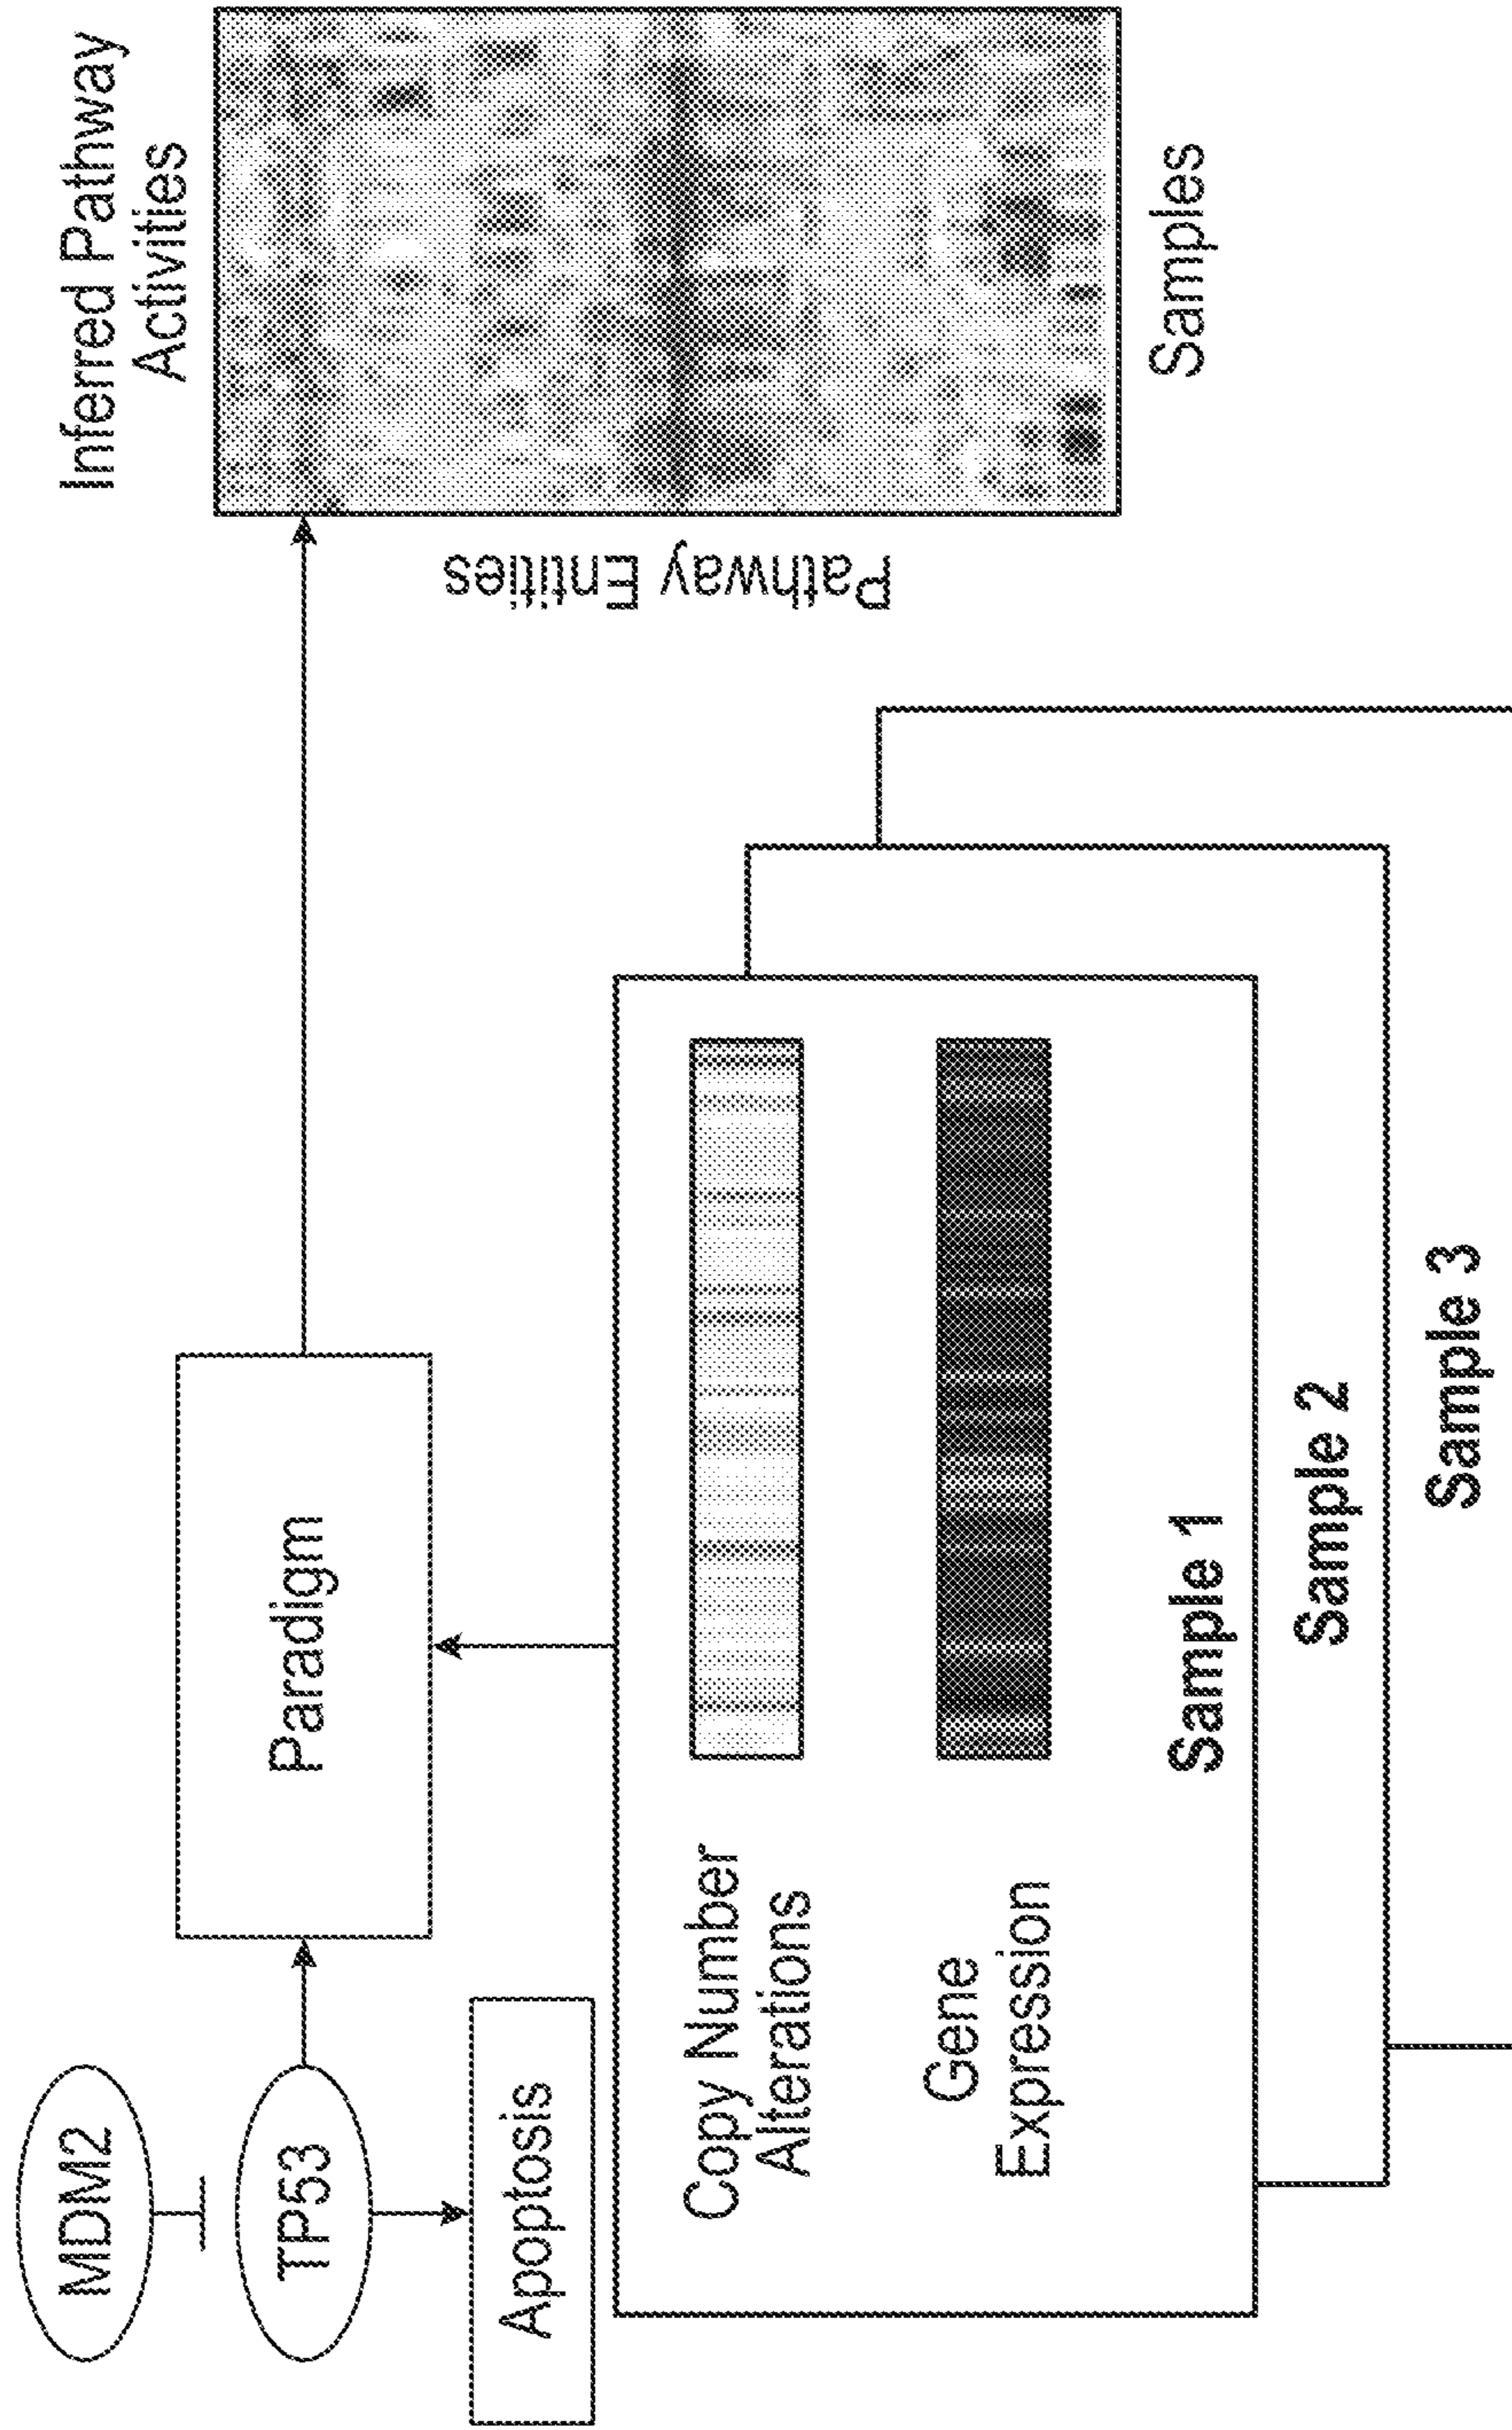 MDM2
TP53
Apoptosis
Paradigm
Inferred Pathway
Activities
Pathway Entities
Samples
Copy Number
Alterations
Gene
Expression
Sample 1
Sample 2
Sample 3